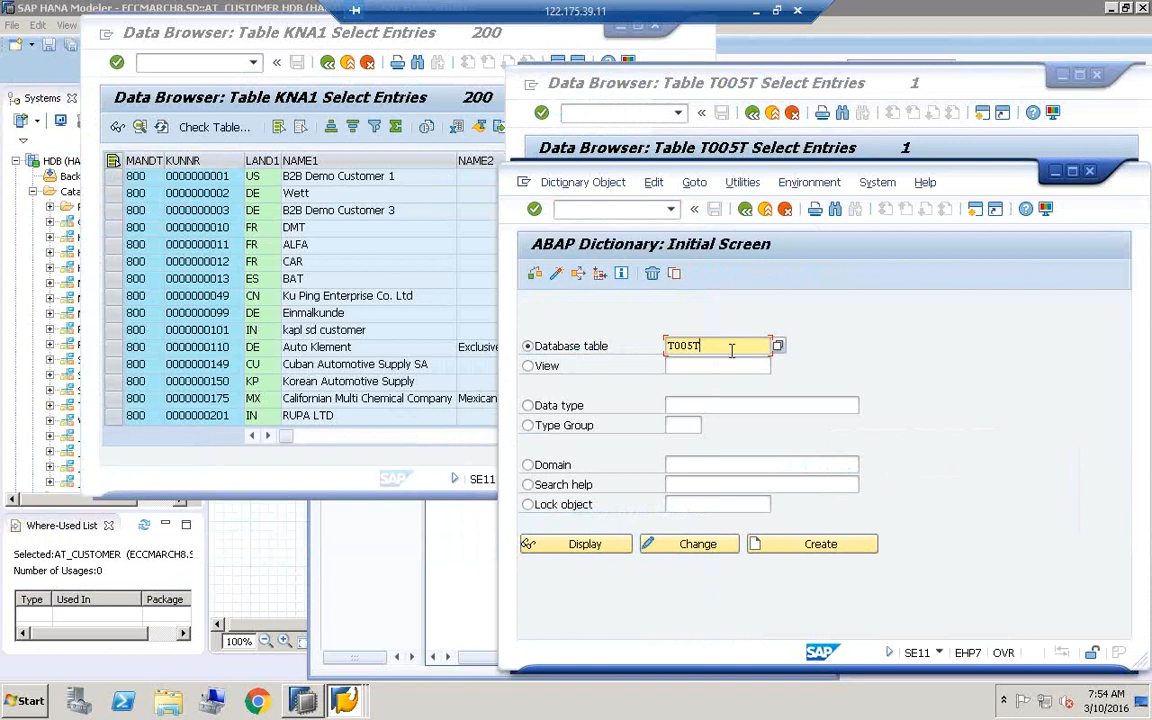 SAP HANA Modeler - ECCMARCH8.SD::AT_CUSTOMER HDB (HA
122.175.39.11
File Edit View
Data Browser: Table KNA1 Select Entries 200
Data Browser: Table T005T Select Entries 1
Data Browser: Table KNA1 Select Entries 200
Check Table...
Data Browser: Table T005T Select Entries 1
Systems
HDB (HA
Back
Cata
MANDT KUNNR LAND1 NAME1 NAME2
800 0000000001 US B2B Demo Customer 1
800 0000000002 DE Wett
800 0000000003 DE B2B Demo Customer 3
800 0000000010 FR DMT
800 0000000011 FR ALFA
800 0000000012 FR CAR
800 0000000013 ES BAT
800 0000000049 CN Ku Ping Enterprise Co. Ltd
800 0000000099 DE Einmalkunde
800 0000000101 IN kapl sd customer
800 0000000110 DE Auto Klement Exclusive
800 0000000149 CU Cuban Automotive Supply SA
800 0000000150 KP Korean Automotive Supply
800 0000000175 MX Californian Multi Chemical Company Mexican
800 0000000201 IN RUPA LTD
SAP
SE11
Dictionary Object Edit Goto Utilities Environment System Help
ABAP Dictionary: Initial Screen
Database table T005T
View
Data type
Type Group
Domain
Search help
Lock object
Display Change Create
SAP SE11 EHP7 OVR
Where-Used List
Selected:AT_CUSTOMER (ECCMARCH8.S
Number of Usages:0
Type Used In Package
100%
Start
7:54 AM
3/10/2016